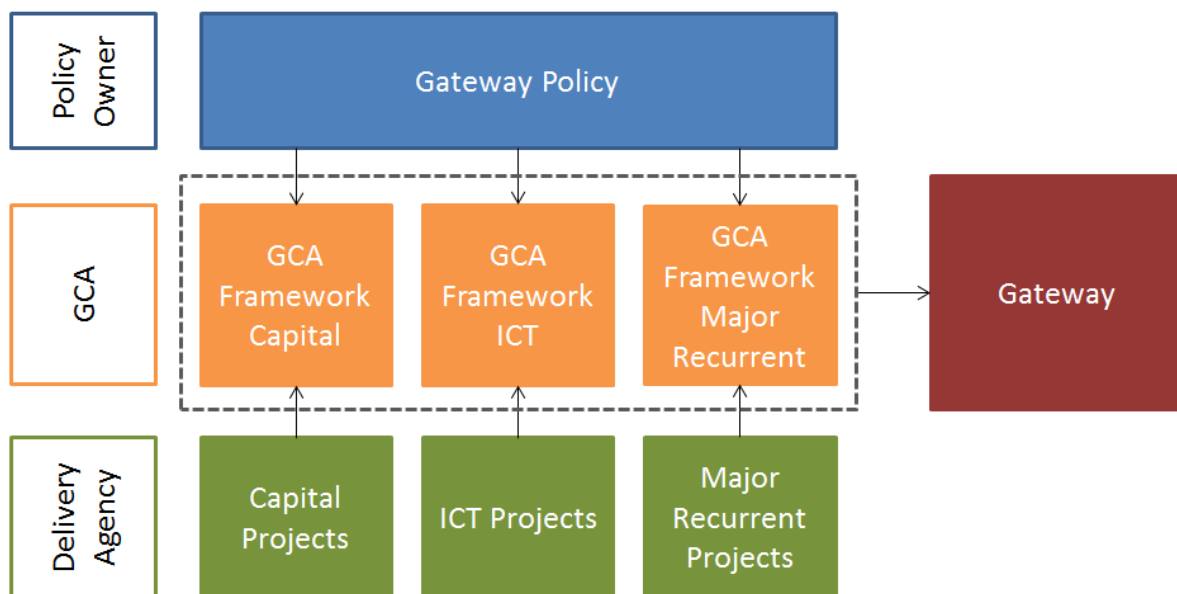 Policy
Owner
Gateway Policy
GCA
GCA
Framework
Capital
GCA
Framework
ICT
GCA
Framework
Major
Recurrent
Gateway
Delivery
Agency
Capital
Projects
ICT Projects
Major
Recurrent
Projects